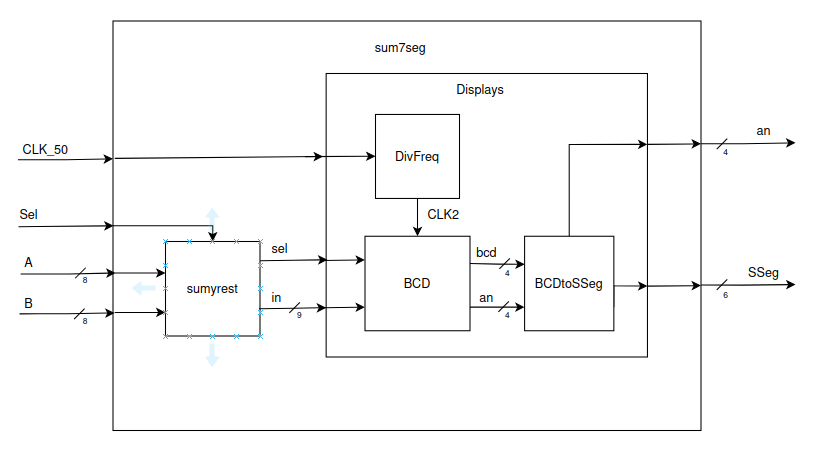 sum7seg
Displays
CLK_50
DivFreq
an
4
Sel
CLK2
A
8
sel
bcd
4
sumyrest
BCD
BCDtoSSeg
SSeg
6
B
8
in
9
an
4